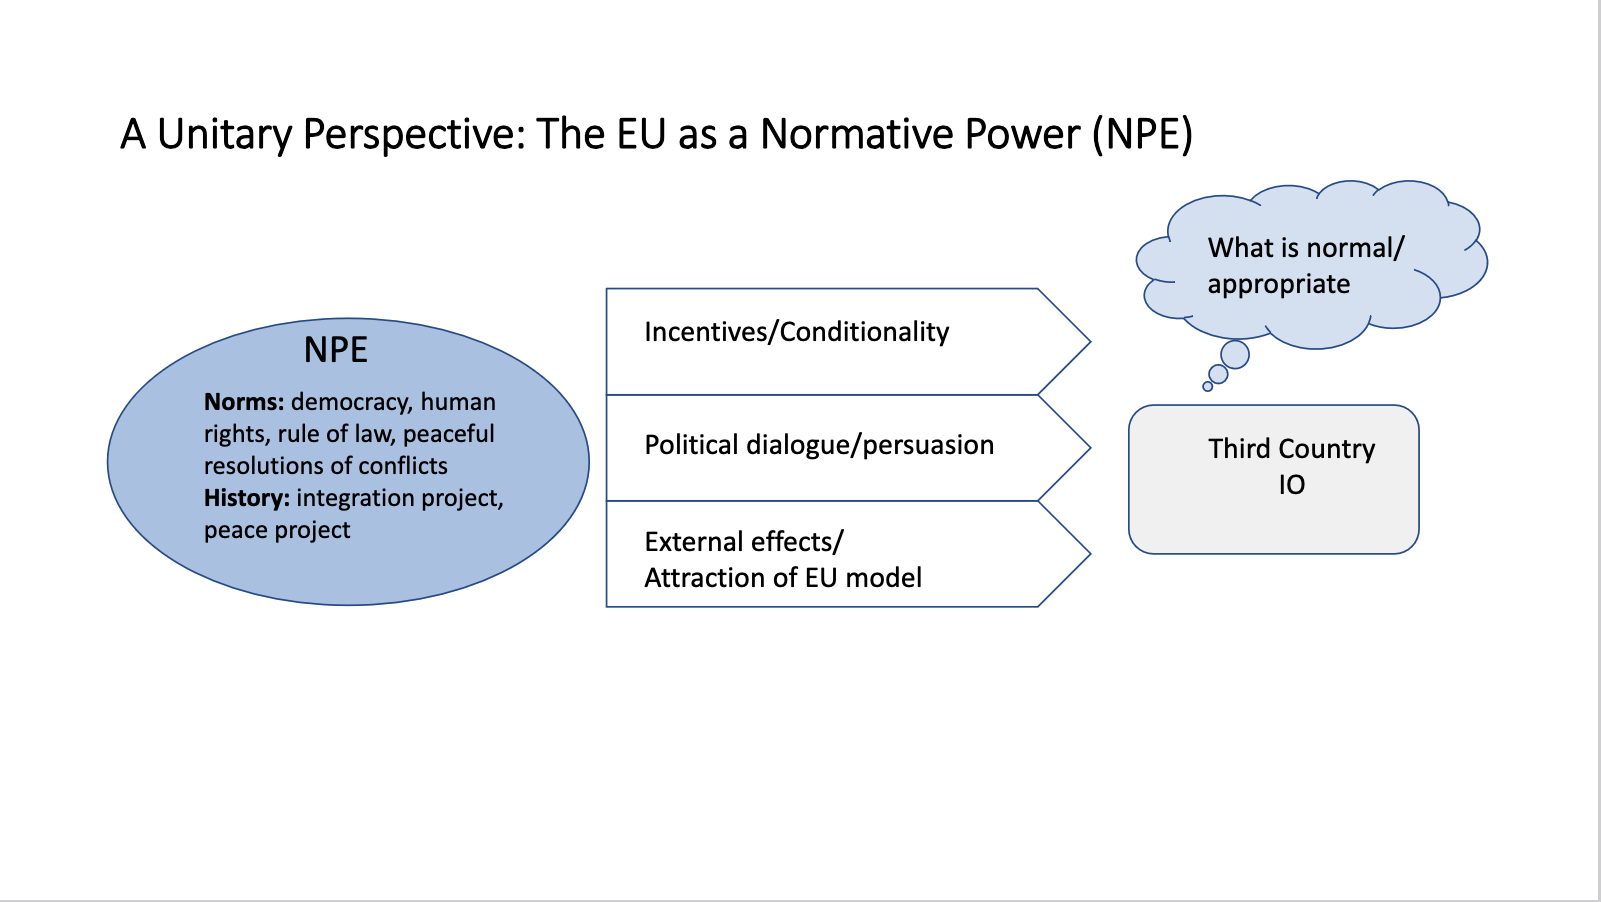 A Unitary Perspective: The EU as a Normative Power (NPE)
What is normal/
appropriate
NPE
Norms: democracy, human
rights, rule of law, peaceful
resolutions of conflicts
History: integration project,
peace project
Incentives/Conditionality
Political dialogue/persuasion
External effects/
Attraction of EU model
Third Country
IO